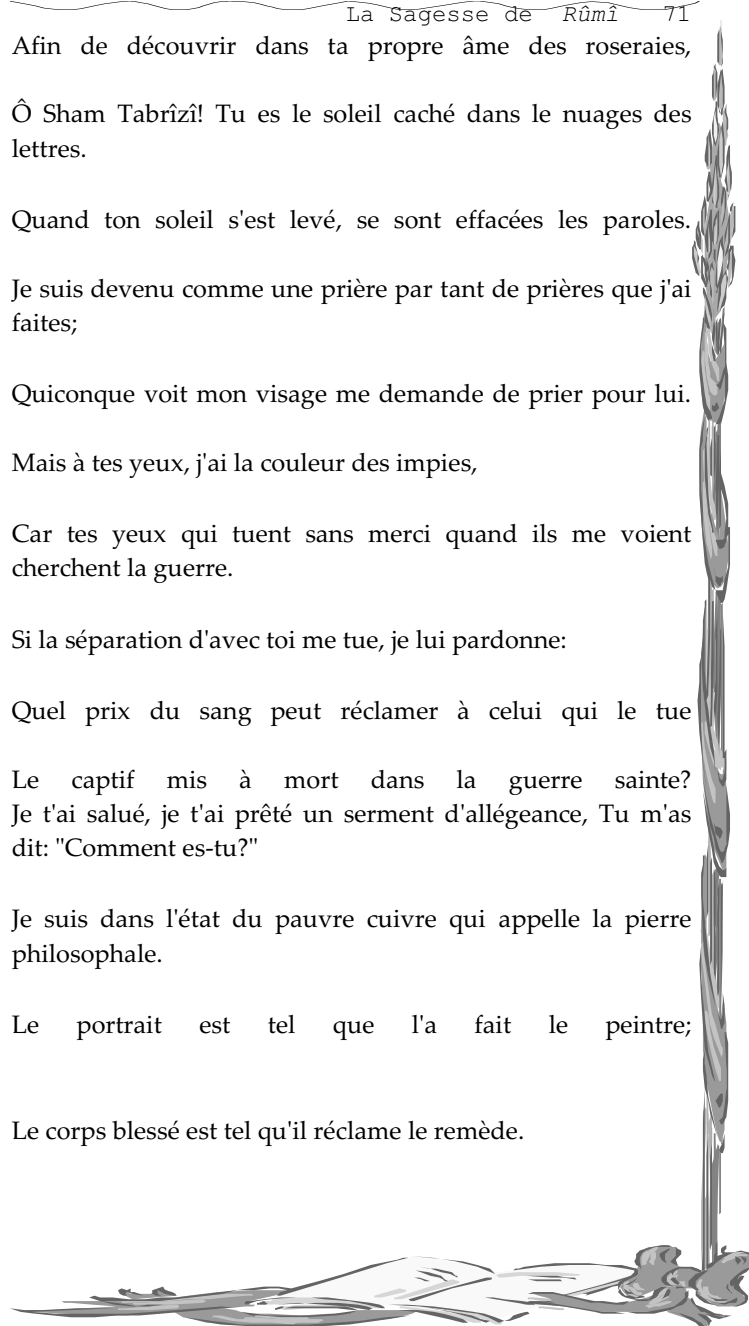 La Sagesse de Rûmî 71
Afin de découvrir dans ta propre âme des roseraies,
Ô Sham Tabrîzî! Tu es le soleil caché dans le nuages des
lettres.
Quand ton soleil s'est levé, se sont effacées les paroles.
Je suis devenu comme une prière par tant de prières que j'ai
faites;
Quiconque voit mon visage me demande de prier pour lui.
Mais à tes yeux, j'ai la couleur des impies,
Car tes yeux qui tuent sans merci quand ils me voient
cherchent la guerre.
Si la séparation d'avec toi me tue, je lui pardonne:
Quel prix du sang peut réclamer à celui qui le tue
Le captif mis à mort dans la guerre sainte?
Je t'ai salué, je t'ai prêté un serment d'allégeance, Tu m'as
dit: "Comment es-tu?"
Je suis dans l'état du pauvre cuivre qui appelle la pierre
philosophale.
Le portrait est tel que l'a fait le peintre;
Le corps blessé est tel qu'il réclame le remède.